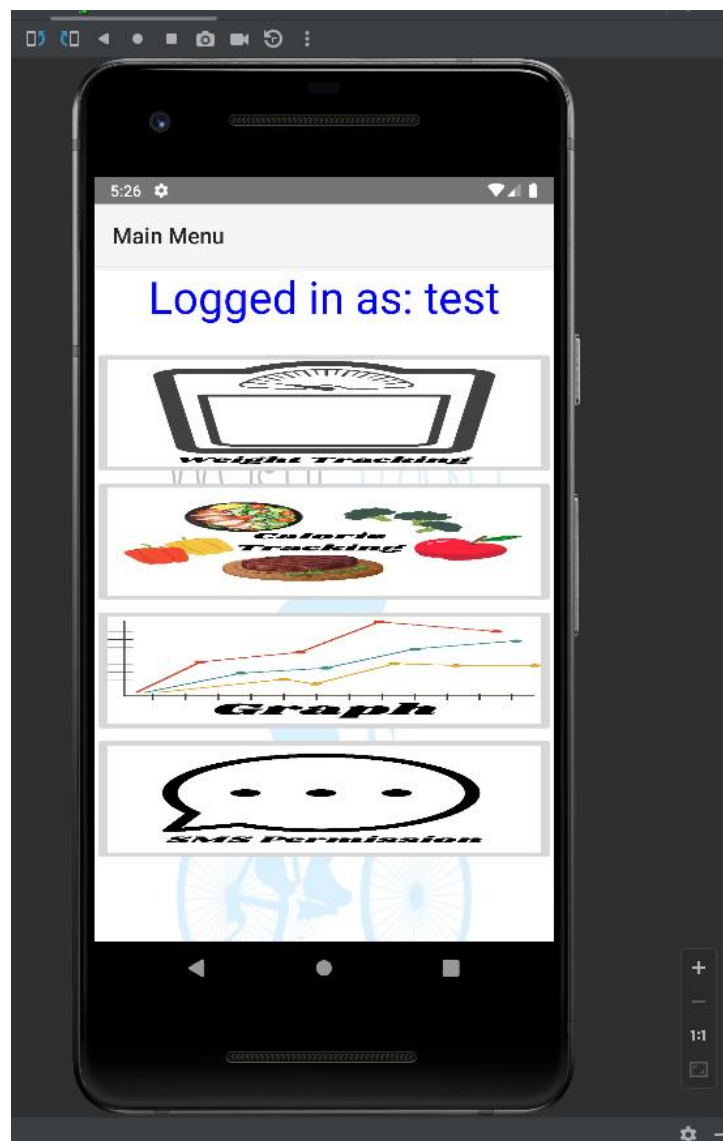 5:26
Main Menu
Logged in as: test
Weight Tracking
Calorie
Tracking
Graph
SMS Permission
1:1